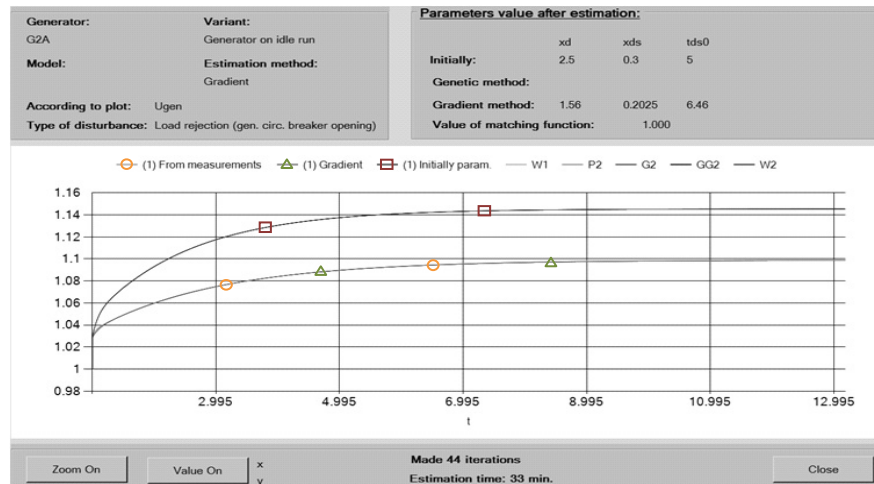 Generator: Variant:
G2A Generator on idle run
Model: Estimation method:
Gradient
According to plot: Ugen
Type of disturbance: Load rejection (gen. circ. breaker opening)
Parameters value after estimation:
xd xds tds0
Initially: 2.5 0.3 5
Genetic method:
Gradient method: 1.56 0.2025 6.46
Value of matching function: 1.000
(1) From measurements (1) Gradient (1) Initially param. W1 P2 G2 GG2 W2
1.16
1.14
1.12
1.1
1.08
1.06
1.04
1.02
1
0.98
2.995 4.995 6.995 8.995 10.995 12.995
t
Zoom On Value On x
y
Made 44 iterations
Estimation time: 33 min.
Close